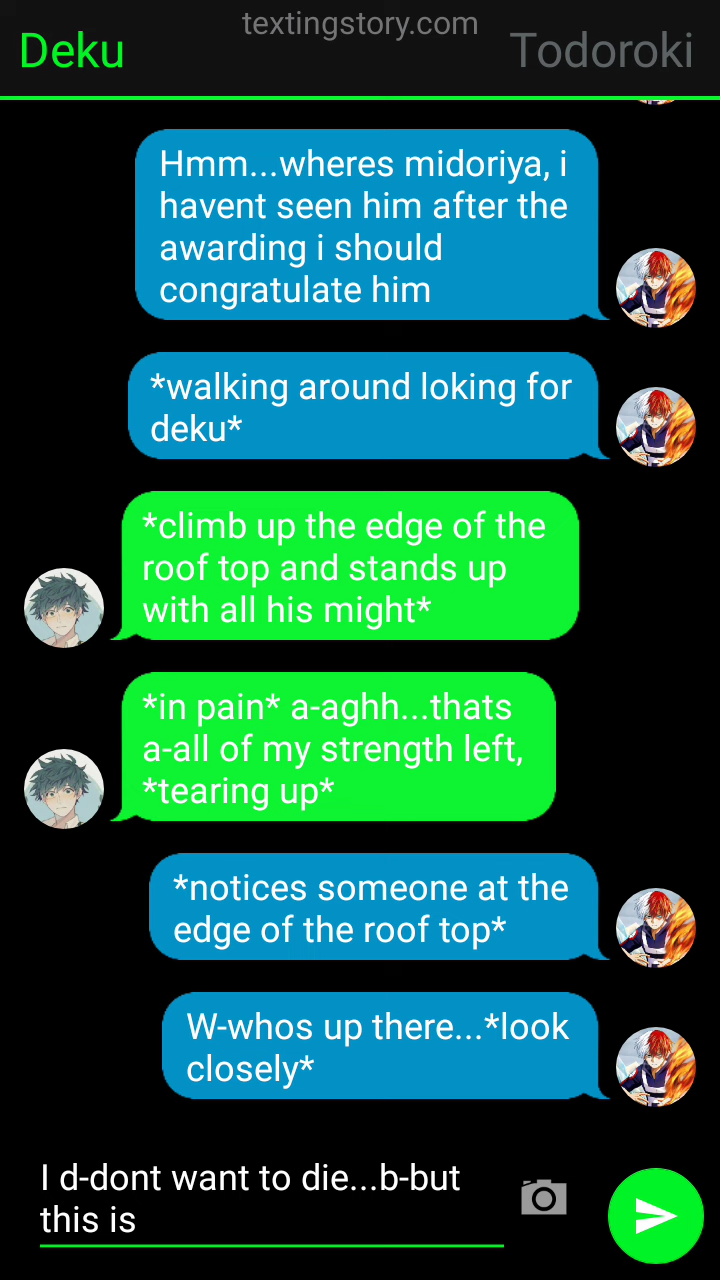 textingstory.com
Deku
Todoroki
Hmm...wheres midoriya, i
havent seen him after the
awarding i should
congratulate him
*walking around loking for
deku*
*climb up the edge of the
roof top and stands up
with all his might*
*in pain* a-aghh...thats
a-all of my strength left,
*tearing up*
*notices someone at the
edge of the roof top*
W-whos up there...*look
closely*
I d-dont want to die...b-but
this is